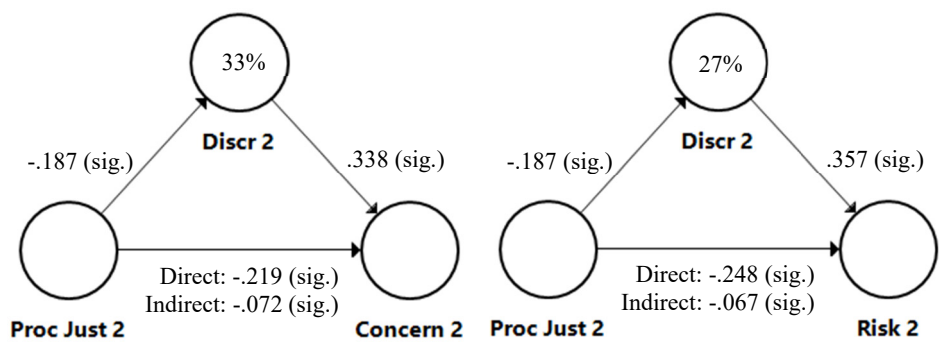 33%
Discr 2
-.187 (sig.)
.338 (sig.)
Direct: -.219 (sig.)
Indirect: -.072 (sig.)
Proc Just 2
Concern 2
27%
Discr 2
-.187 (sig.)
.357 (sig.)
Direct: -.248 (sig.)
Indirect: -.067 (sig.)
Proc Just 2
Risk 2